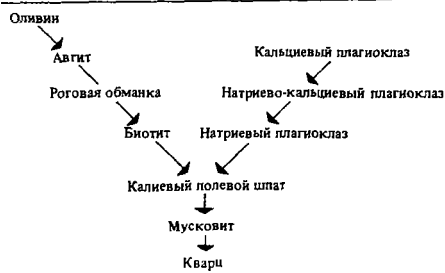 Оливин
Авгит
Кальциевый плагиоклаз
Роговая обманка
Натриево-кальциевый плагиоклаз
Биотит
Натриевый плагиоклаз
Калиевый полевой шпат
Мусковит
Кварц